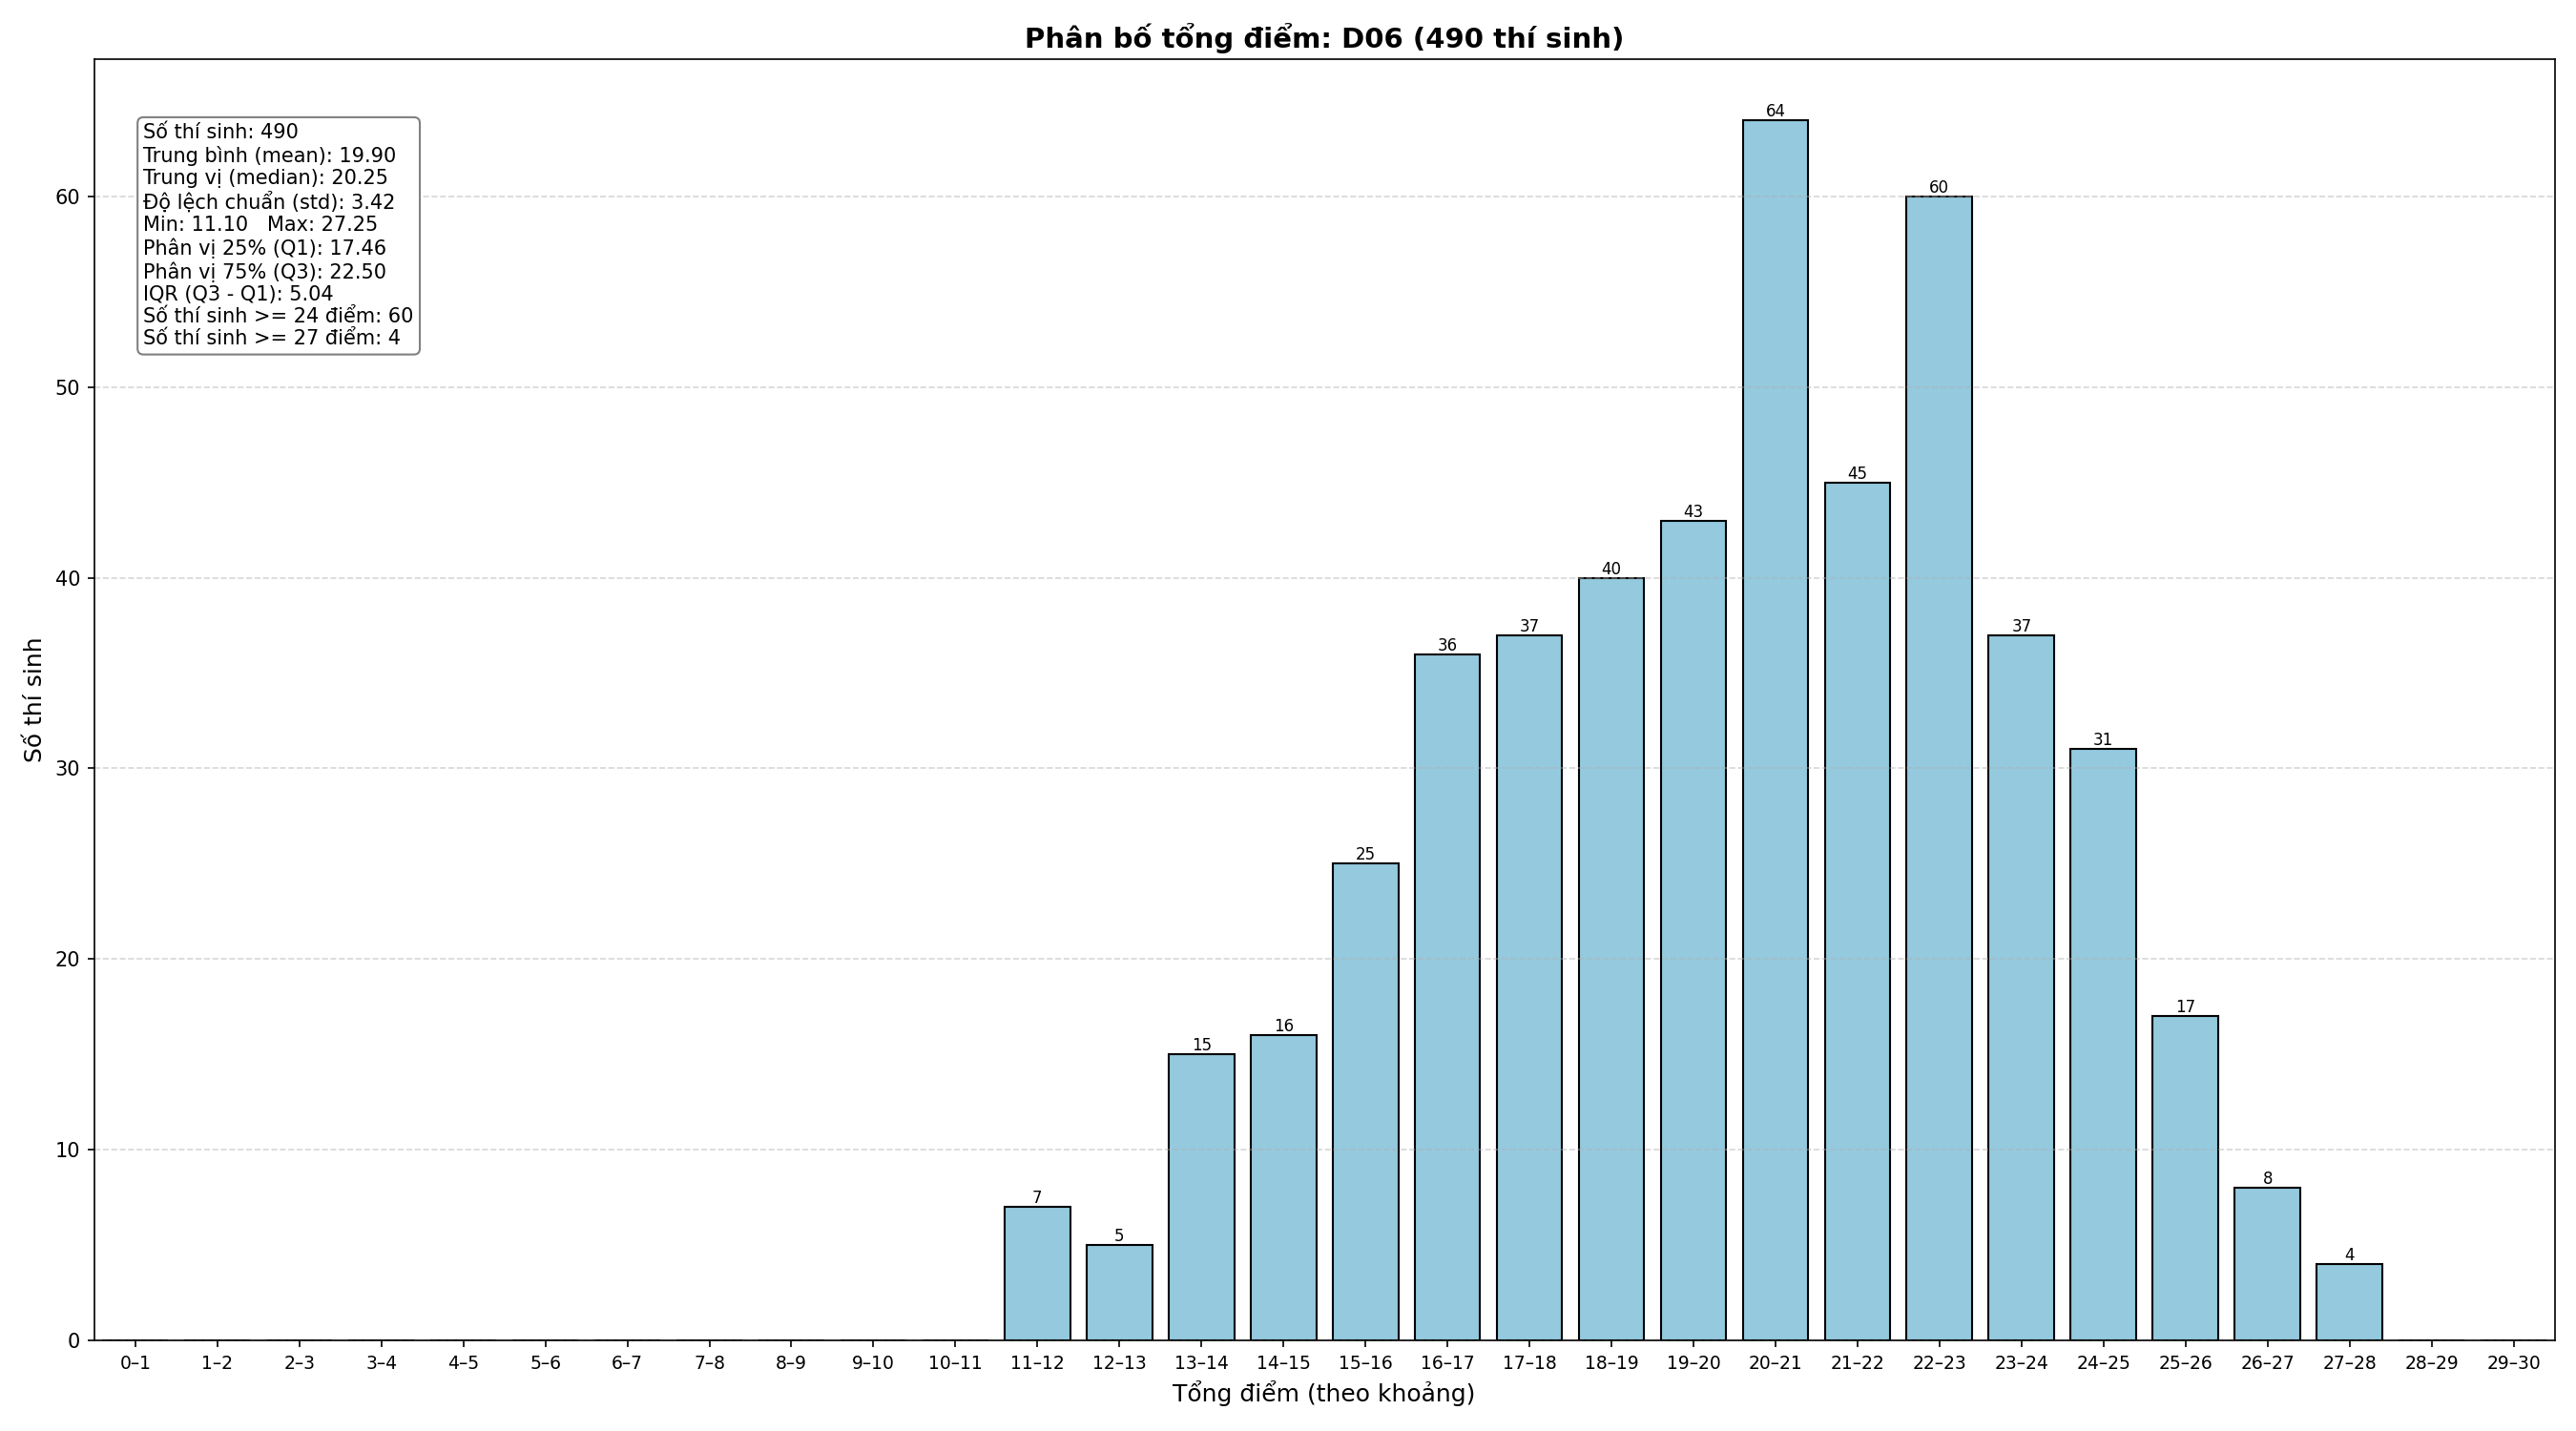 Phân bố tổng điểm: D06 (490 thí sinh)
Số thí sinh: 490
Trung bình (mean): 19.90
Trung vị (median): 20.25
Độ lệch chuẩn (std): 3.42
Min: 11.10   Max: 27.25
Phân vị 25% (Q1): 17.46
Phân vị 75% (Q3): 22.50
IQR (Q3 - Q1): 5.04
Số thí sinh >= 24 điểm: 60
Số thí sinh >= 27 điểm: 4
Số thí sinh
60
50
40
30
20
10
0
7
5
15
16
25
36
37
40
43
64
45
60
37
31
17
8
4
0–1 1–2 2–3 3–4 4–5 5–6 6–7 7–8 8–9 9–10 10–11 11–12 12–13 13–14 14–15 15–16 16–17 17–18 18–19 19–20 20–21 21–22 22–23 23–24 24–25 25–26 26–27 27–28 28–29 29–30
Tổng điểm (theo khoảng)